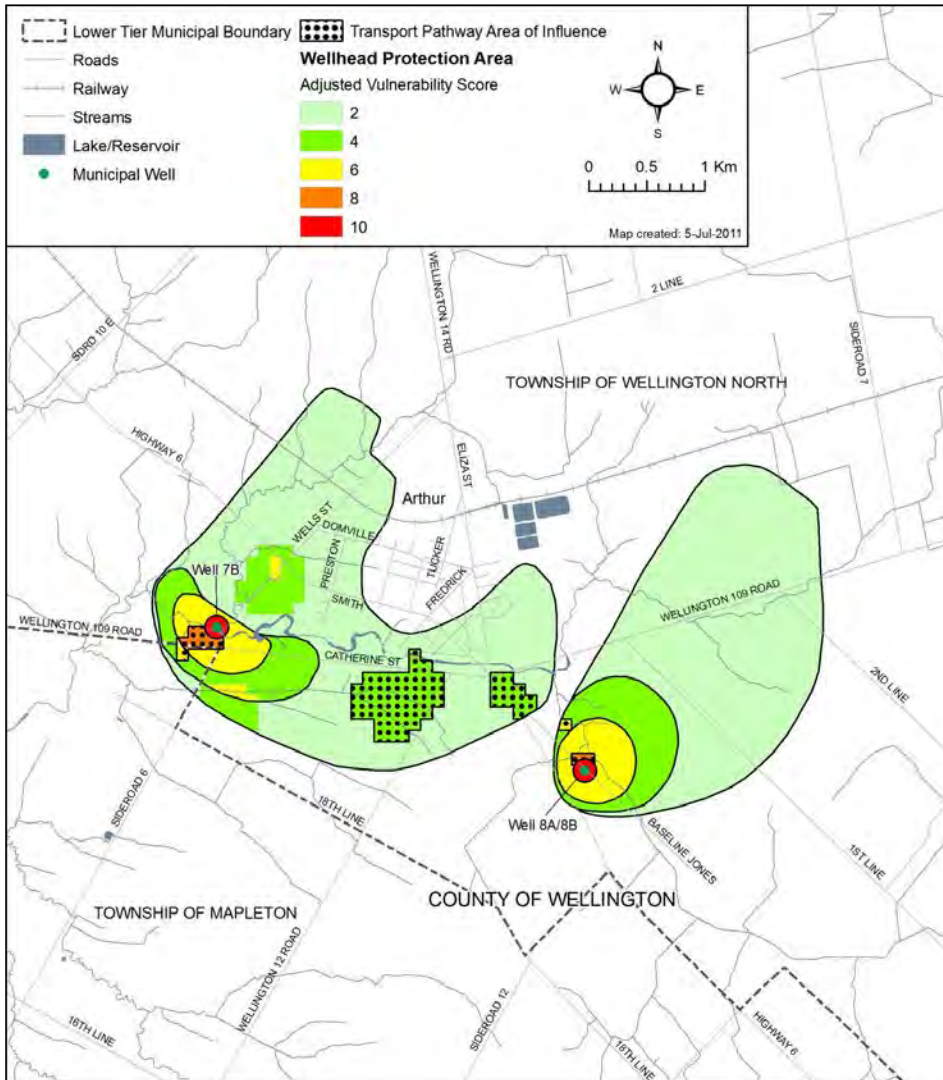 Lower Tier Municipal Boundary
Roads
Railway
Streams
Lake/Reservoir
Municipal Well
Transport Pathway Area of Influence
Wellhead Protection Area
Adjusted Vulnerability Score
2
4
6
8
10
N
W
E
S
0 0.5 1 Km
Map created: 5-Jul-2011
SDRD 10 E
WELLINGTON 14 RD
2 LINE
SIDEROAD 7
TOWNSHIP OF WELLINGTON NORTH
HIGHWAY 6
ELIZA ST
Arthur
WELLS ST
DOMVILLE
TUCKER
PRESTON
FREDRICK
SMITH
Well 7B
WELLINGTON 109 ROAD
WELLINGTON 109 ROAD
CATHERINE ST
2ND LINE
SIDEROAD 6
18TH LINE
Well 8A/8B
BASELINE JONES
1ST LINE
COUNTY OF WELLINGTON
TOWNSHIP OF MAPLETON
WELLINGTON 12 ROAD
SIDEROAD 12
16TH LINE
18TH LINE
HIGHWAY 6